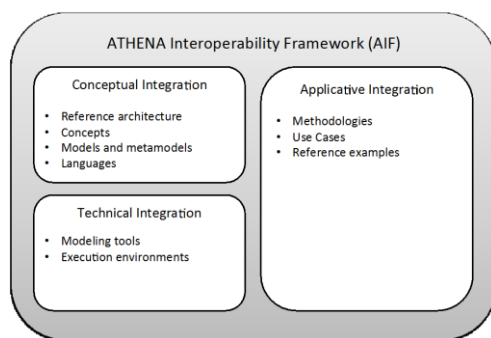 ATHENA Interoperability Framework (AIF)
Conceptual Integration
• Reference architecture
• Concepts
• Models and metamodels
• Languages
Technical Integration
• Modeling tools
• Execution environments
Applicative Integration
• Methodologies
• Use Cases
• Reference examples